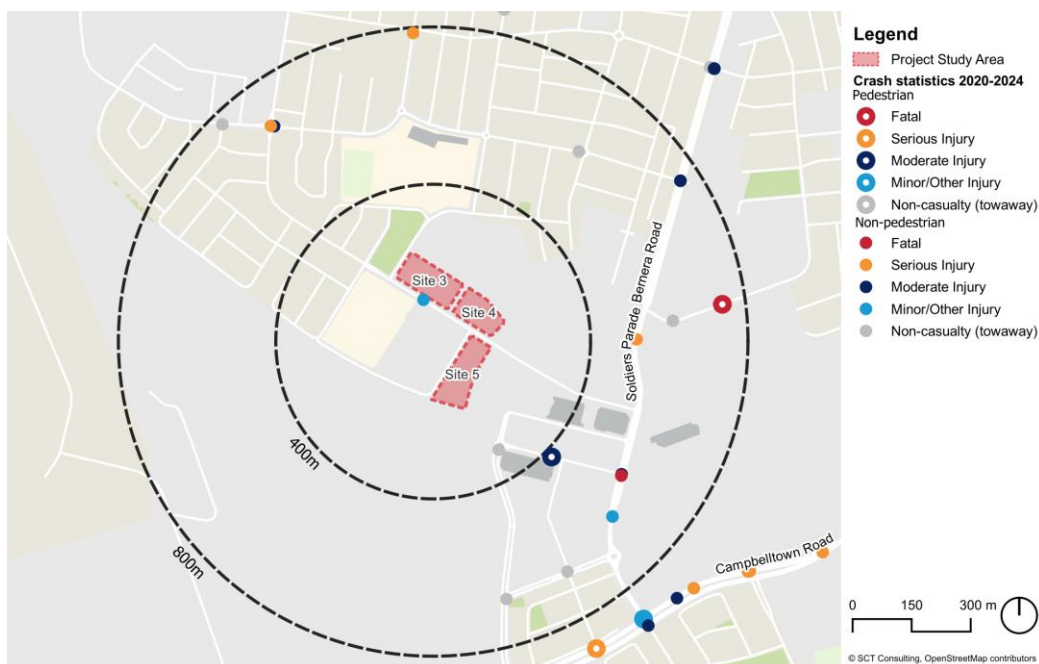 Legend
Project Study Area
Crash statistics 2020-2024
Pedestrian
Fatal
Serious Injury
Moderate Injury
Minor/Other Injury
Non-casualty (towaway)
Non-pedestrian
Fatal
Serious Injury
Moderate Injury
Minor/Other Injury
Non-casualty (towaway)
Site 3
Site 4
Site 5
Soldiers Parade Bernera Road
400m
800m
Campbelltown Road
0 150 300 m
© SCT Consulting, OpenStreetMap contributors